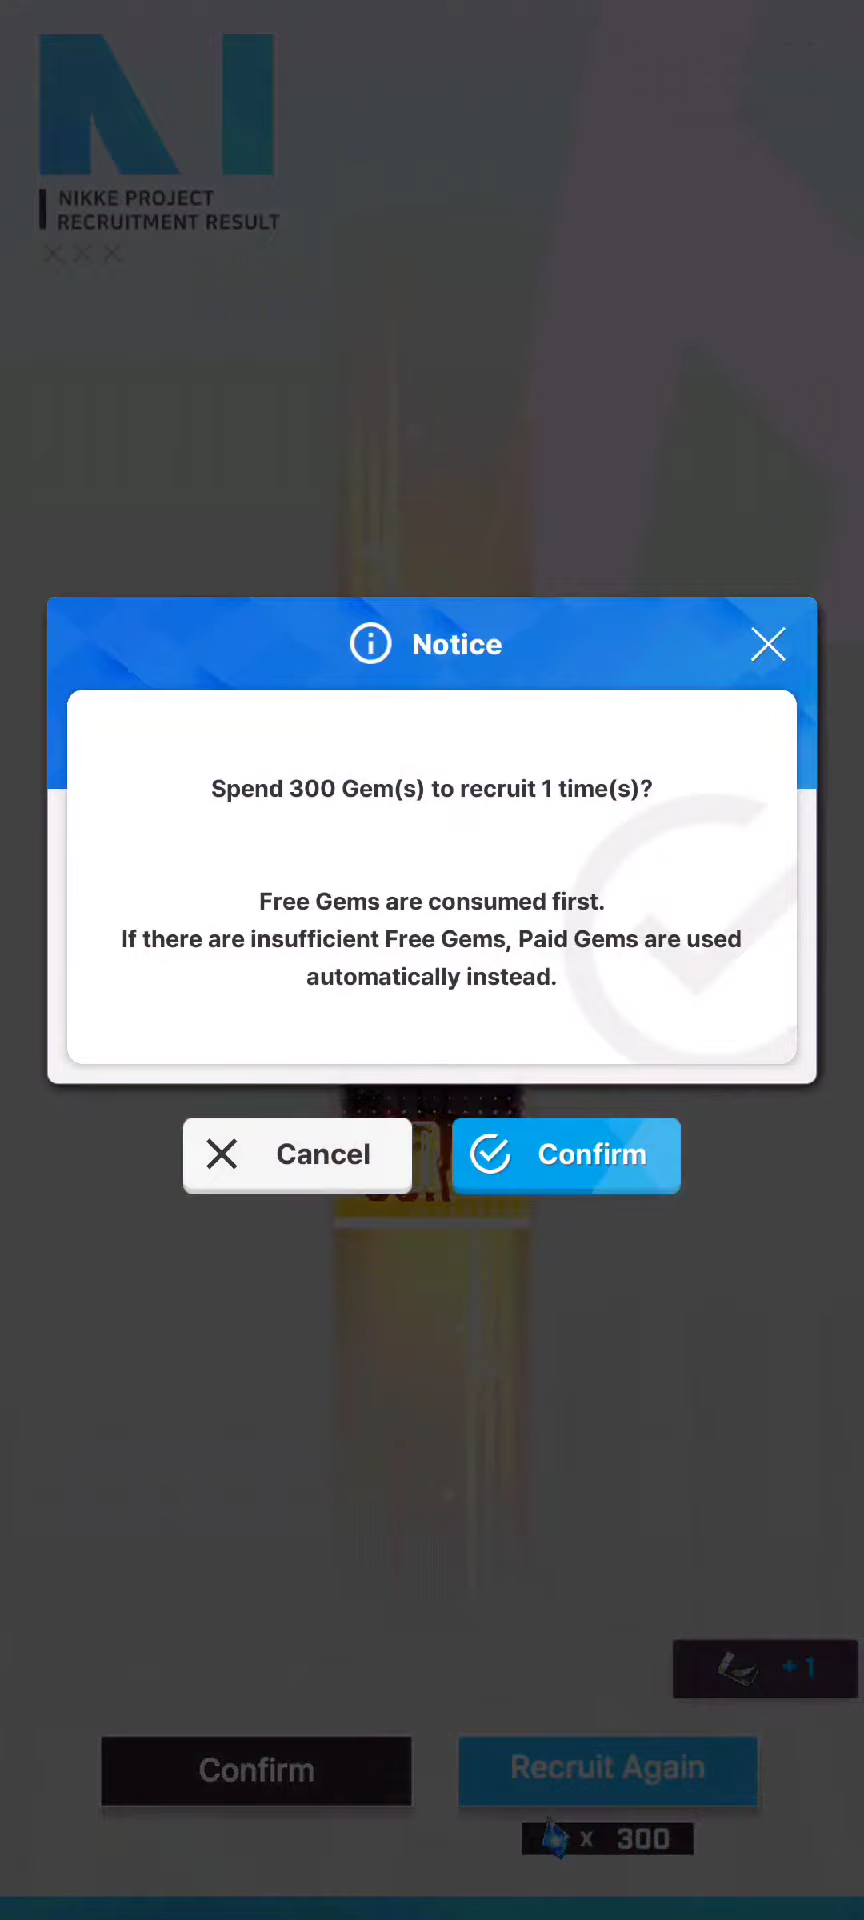 NI
NIKKE PROJECT
RECRUITMENT RESULT
Notice
Spend 300 Gem(s) to recruit 1 time(s)?
Free Gems are consumed first.
If there are insufficient Free Gems, Paid Gems are used
automatically instead.
Cancel
Confirm
+ 1
Confirm
Recruit Again
x 300